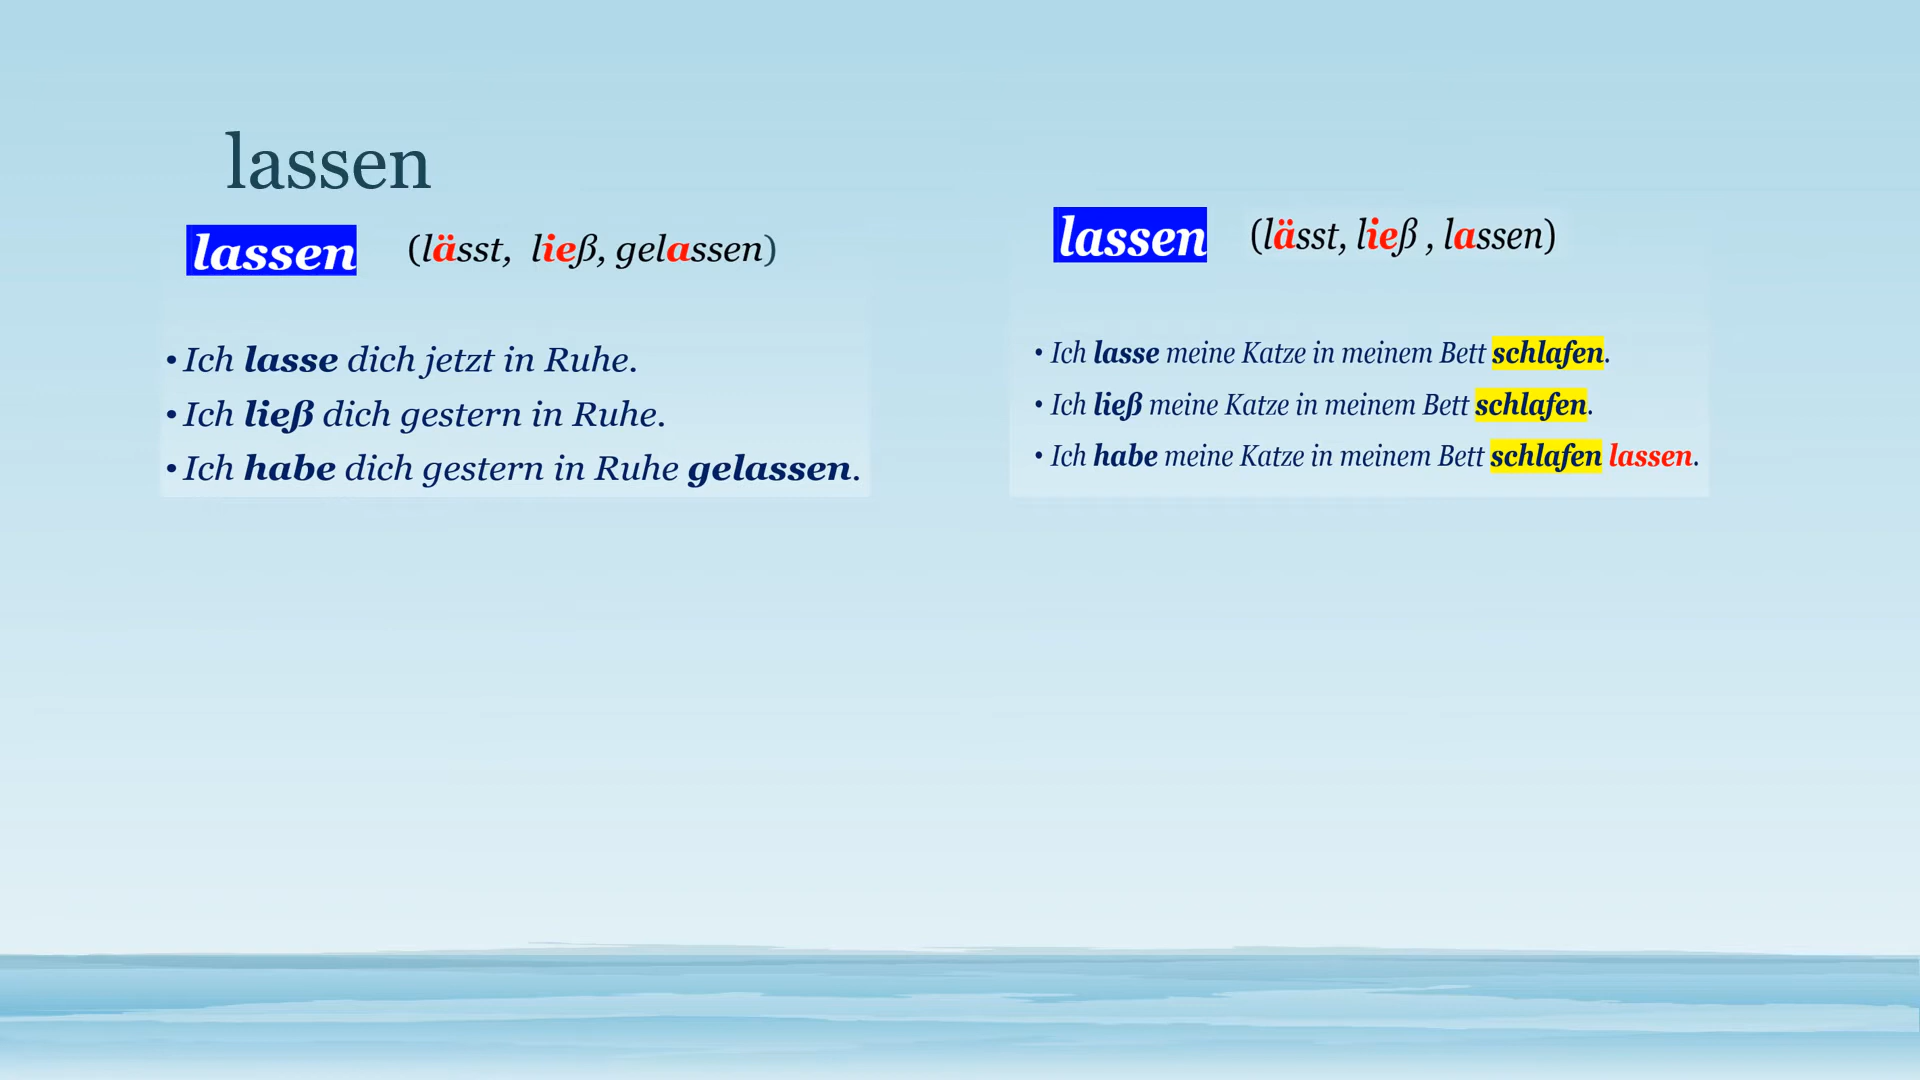 lassen
lassen (lässt, ließ, gelassen)
• Ich lasse dich jetzt in Ruhe.
• Ich ließ dich gestern in Ruhe.
• Ich habe dich gestern in Ruhe gelassen.
lassen (lässt, ließ , lassen)
• Ich lasse meine Katze in meinem Bett schlafen.
• Ich ließ meine Katze in meinem Bett schlafen.
• Ich habe meine Katze in meinem Bett schlafen lassen.